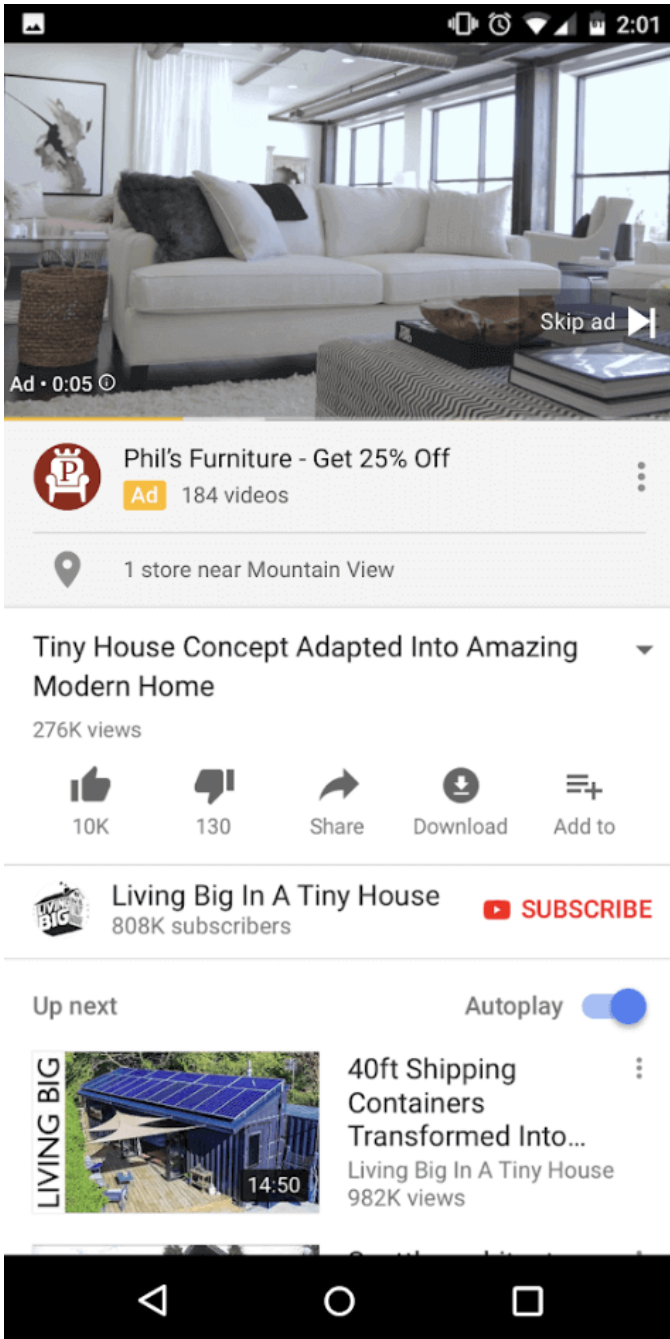 2:01
Skip ad
Ad • 0:05
Phil's Furniture - Get 25% Off
P
Ad 184 videos
1 store near Mountain View
Tiny House Concept Adapted Into Amazing
Modern Home
276K views
10K 130 Share Download Add to
LIVING BIG
Living Big In A Tiny House
808K subscribers
SUBSCRIBE
Up next Autoplay
LIVING BIG
14:50
40ft Shipping
Containers
Transformed Into...
Living Big In A Tiny House
982K views